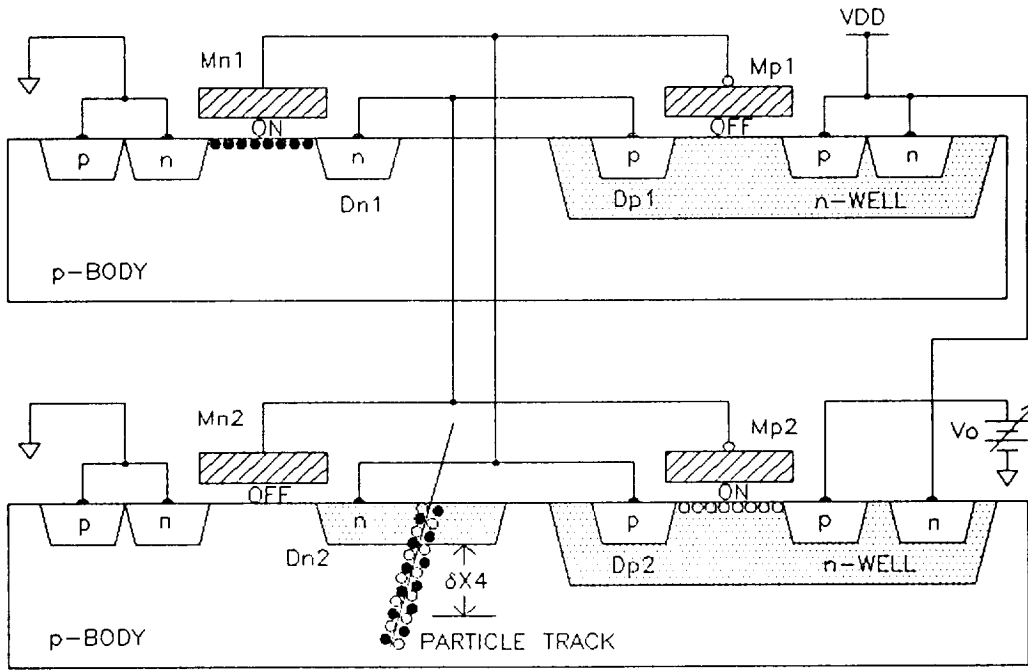 VDD
Mn1
Mp1
ON
OFF
p
n
n
p
p
n
Dn1
Dp1
n-WELL
p-BODY
Mn2
Mp2
Vo
OFF
ON
p
n
n
p
p
n
Dn2
Dp2
n-WELL
δX4
p-BODY
PARTICLE TRACK